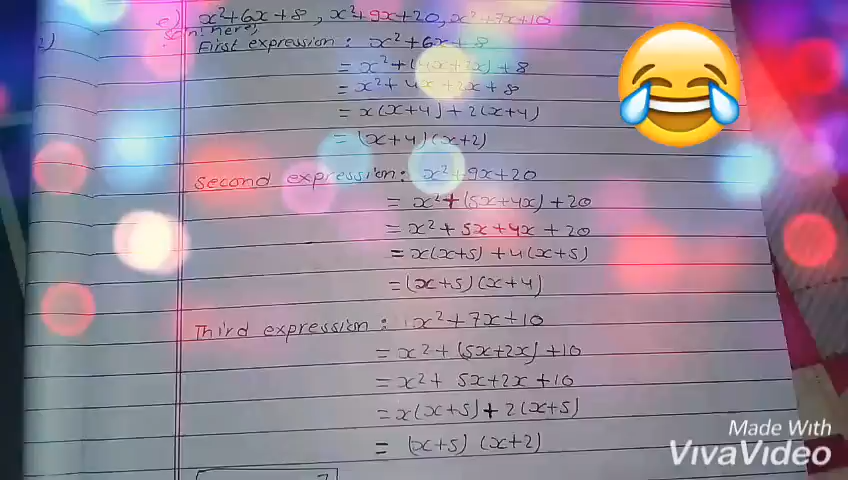 c) x²+6x+8, x²+9x+20, x²+7x+10
2)
Soln: here,
First expression: x²+6x+8
= x²+(4x+2x)+8
= x²+4x+2x+8
= x(x+4)+2(x+4)
= (x+4)(x+2)
Second expression: x²+9x+20
= x²+(5x+4x)+20
= x²+5x+4x+20
= x(x+5)+4(x+5)
= (x+5)(x+4)
Third expression: x²+7x+10
= x²+(5x+2x)+10
= x²+5x+2x+10
= x(x+5)+2(x+5)
= (x+5)(x+2)
Made With
VivaVideo